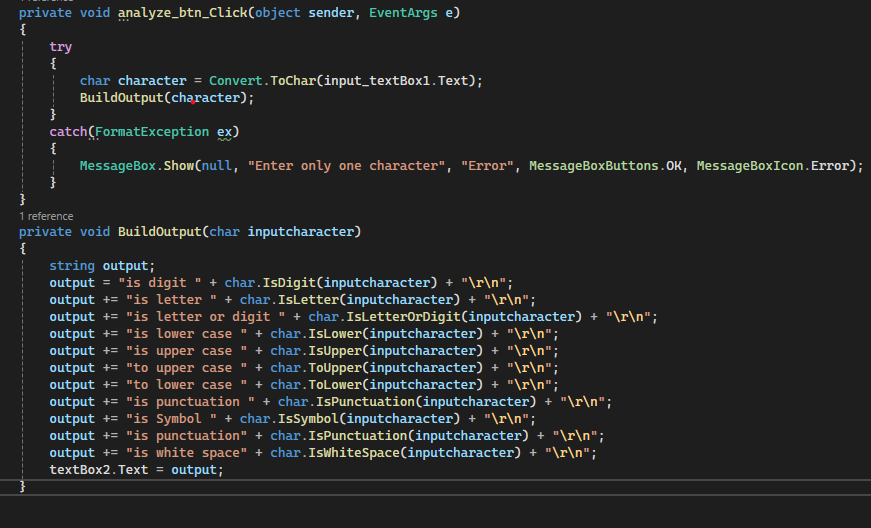 private void analyze_btn_Click(object sender, EventArgs e)
{
try
{
char character = Convert.ToChar(input_textBox1.Text);
BuildOutput(character);
}
catch(FormatException ex)
{
MessageBox.Show(null, "Enter only one character", "Error", MessageBoxButtons.OK, MessageBoxIcon.Error);
}
}
1 reference
private void BuildOutput(char inputcharacter)
{
string output;
output = "is digit " + char.IsDigit(inputcharacter) + "\r\n";
output += "is letter " + char.IsLetter(inputcharacter) + "\r\n";
output += "is letter or digit " + char.IsLetterOrDigit(inputcharacter) + "\r\n";
output += "is lower case " + char.IsLower(inputcharacter) + "\r\n";
output += "is upper case " + char.IsUpper(inputcharacter) + "\r\n";
output += "to upper case " + char.ToUpper(inputcharacter) + "\r\n";
output += "to lower case " + char.ToLower(inputcharacter) + "\r\n";
output += "is punctuation " + char.IsPunctuation(inputcharacter) + "\r\n";
output += "is Symbol " + char.IsSymbol(inputcharacter) + "\r\n";
output += "is punctuation" + char.IsPunctuation(inputcharacter) + "\r\n";
output += "is white space" + char.IsWhiteSpace(inputcharacter) + "\r\n";
textBox2.Text = output;
}